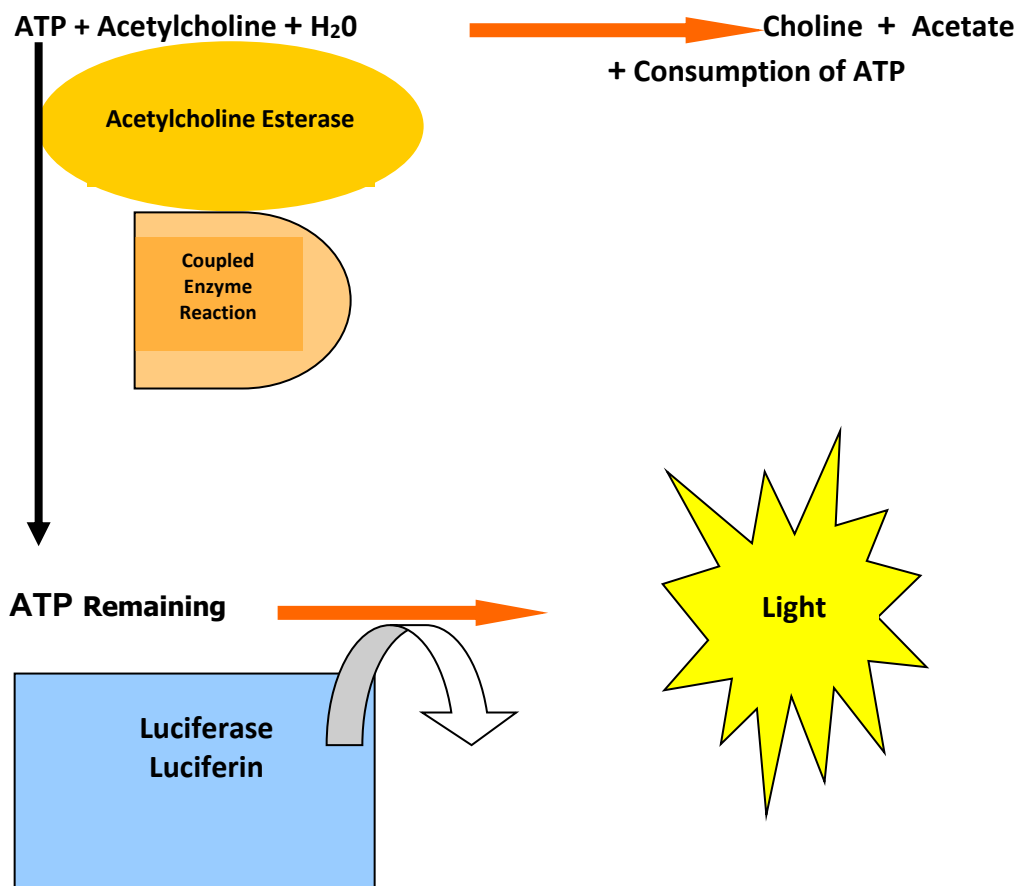 ATP + Acetylcholine + H₂0 Choline + Acetate
+ Consumption of ATP
Acetylcholine Esterase
Coupled
Enzyme
Reaction
ATP Remaining
Light
Luciferase
Luciferin